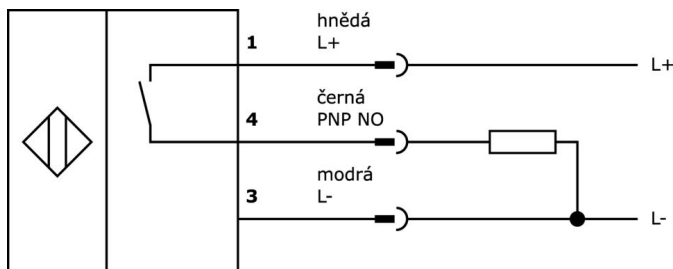 hnědá
1 L+
L+
černá
4 PNP NO
modrá
3 L-
L-